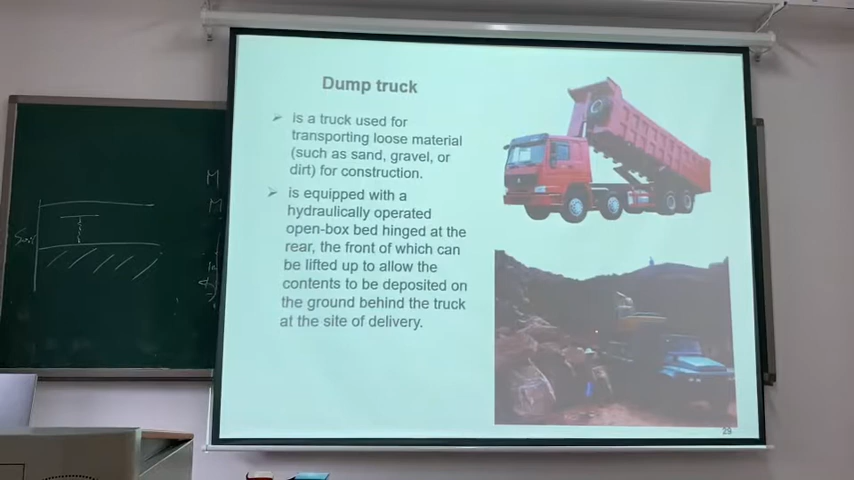 Dump truck
is a truck used for
transporting loose material
(such as sand, gravel, or
dirt) for construction.
is equipped with a
hydraulically operated
open-box bed hinged at the
rear, the front of which can
be lifted up to allow the
contents to be deposited on
the ground behind the truck
at the site of delivery.
29
M
M